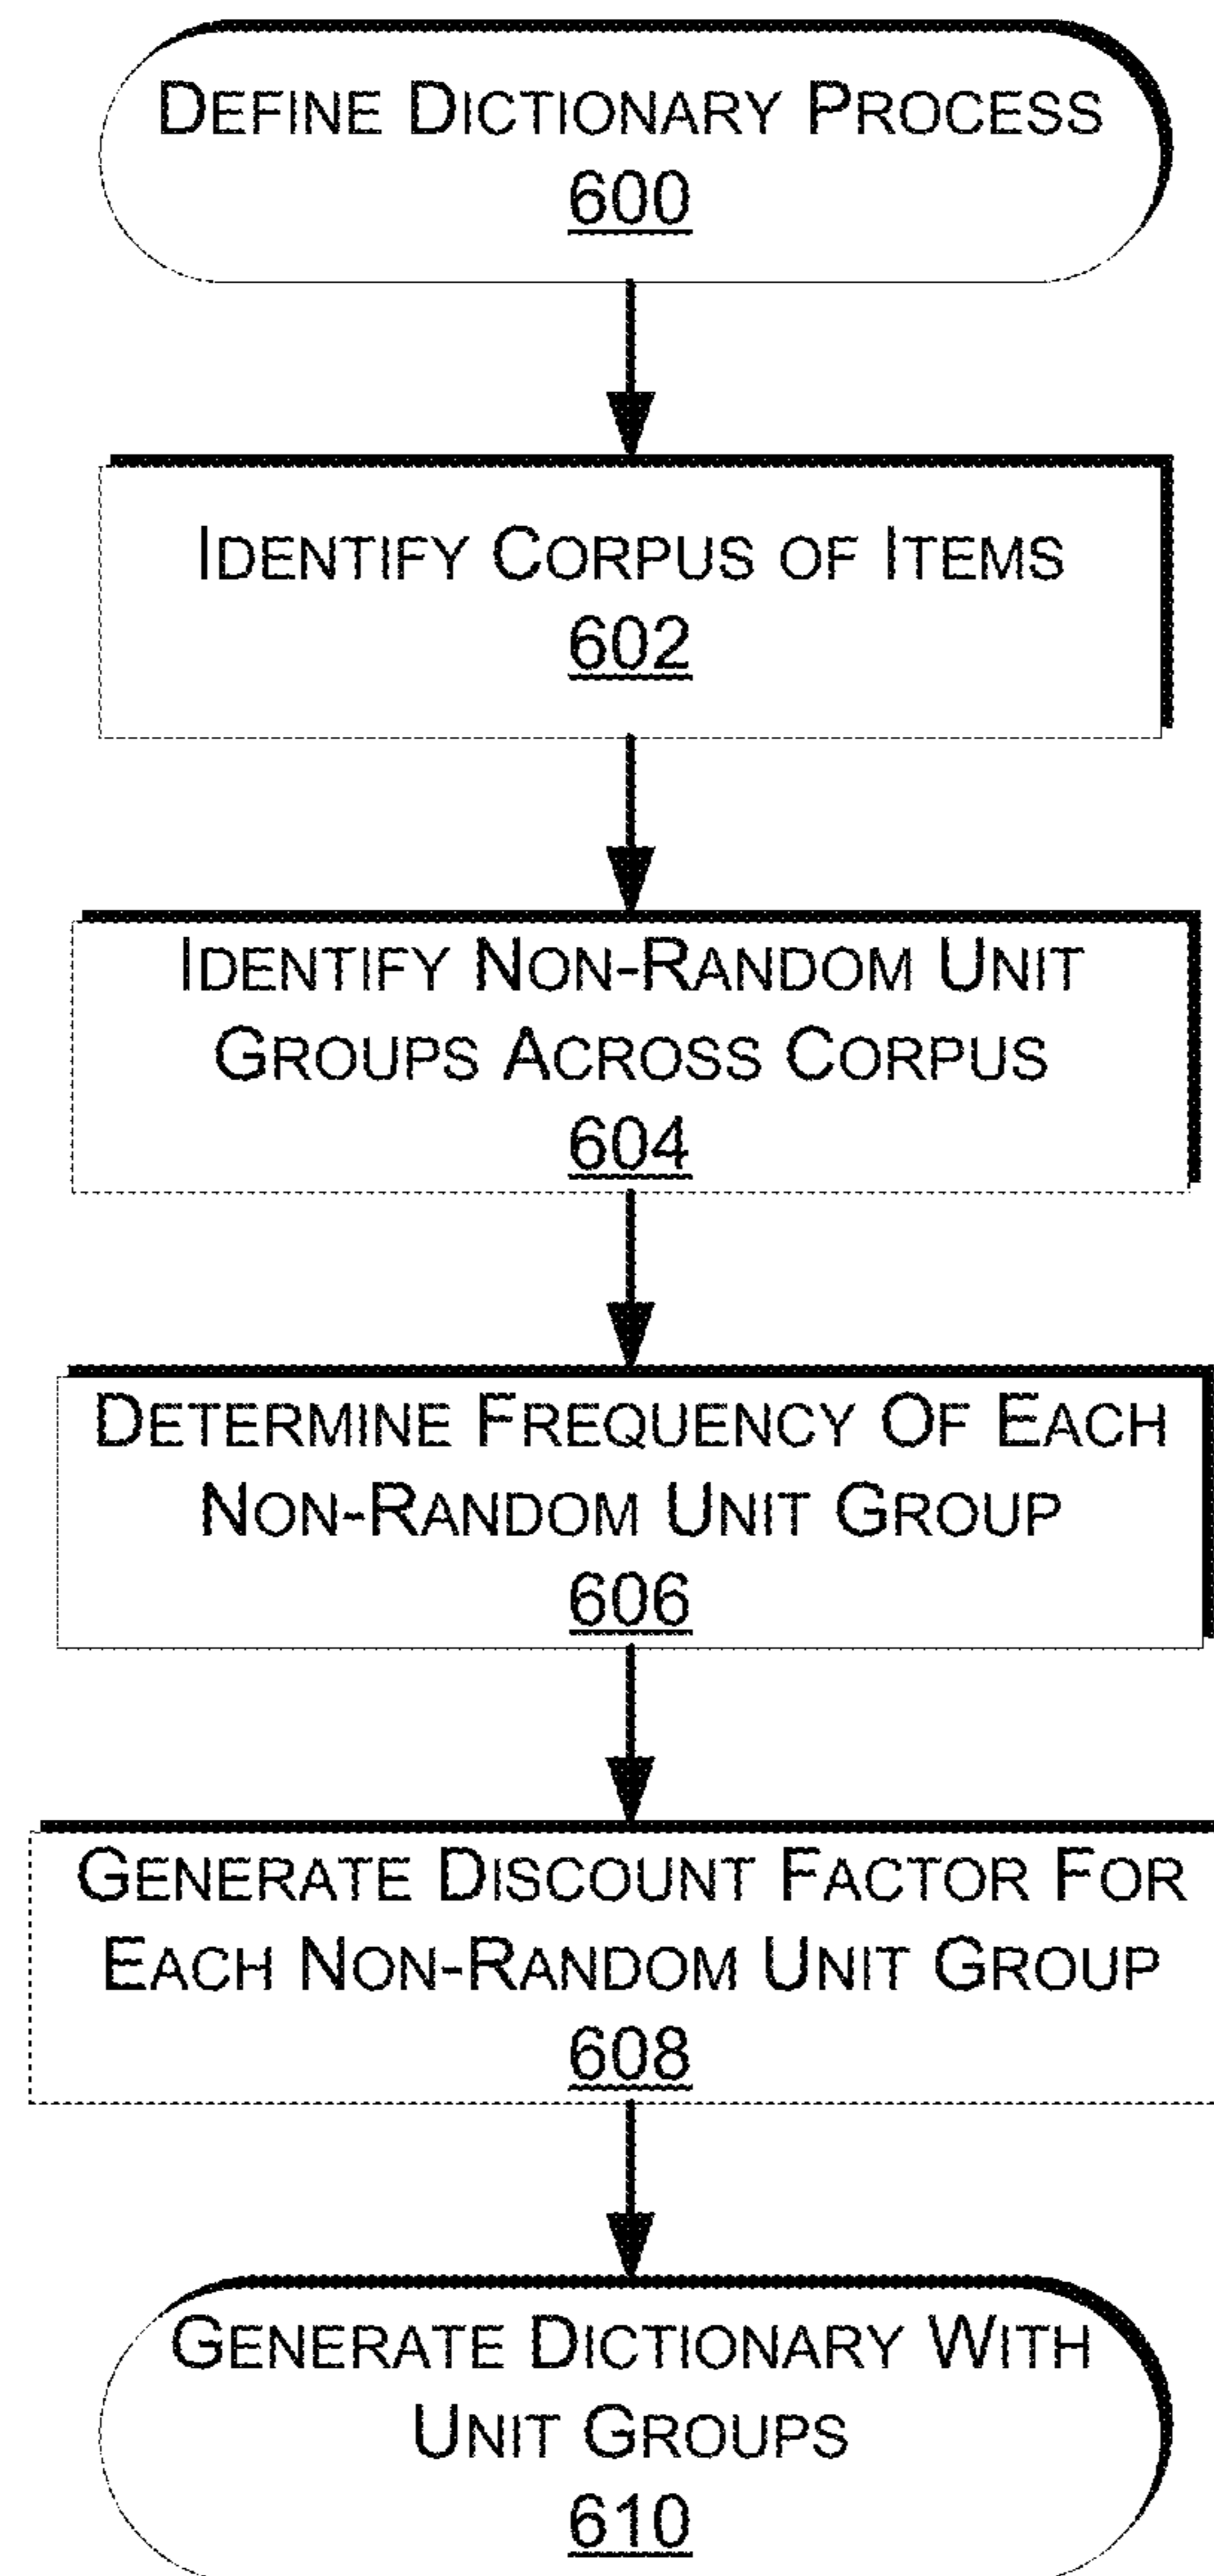 DEFINE DICTIONARY PROCESS
600
IDENTIFY CORPUS OF ITEMS
602
IDENTIFY NON-RANDOM UNIT
GROUPS ACROSS CORPUS
604
DETERMINE FREQUENCY OF EACH
NON-RANDOM UNIT GROUP
606
GENERATE DISCOUNT FACTOR FOR
EACH NON-RANDOM UNIT GROUP
608
GENERATE DICTIONARY WITH
UNIT GROUPS
610